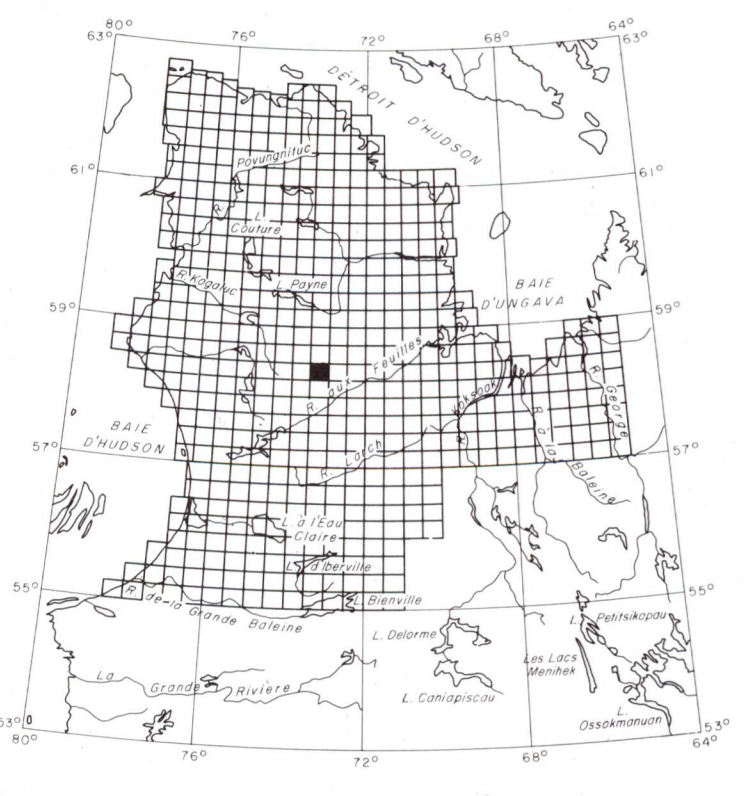 80° 76° 72° 68° 64°
63° 63°
DÉTROIT D'HUDSON
Povungnituc
R.
61° 61°
L.
Couture
R. Kogaluc
L. Payne
BAIE
D'UNGAVA
59° 59°
R. aux Feuilles
Koksoak
R.
R. George
R. à la Baleine
BAIE
D'HUDSON
57° 57°
R. Larch
L. à l'Eau
Claire
L. d'Iberville
55° 55°
R. de-la Grande Baleine
L. Bienville
L. Petitsikapau
L. Delorme
Les Lacs
Menihek
La Grande Rivière
L. Caniapiscau
L.
Ossokmanuan
53° 53°
80° 76° 72° 68° 64°